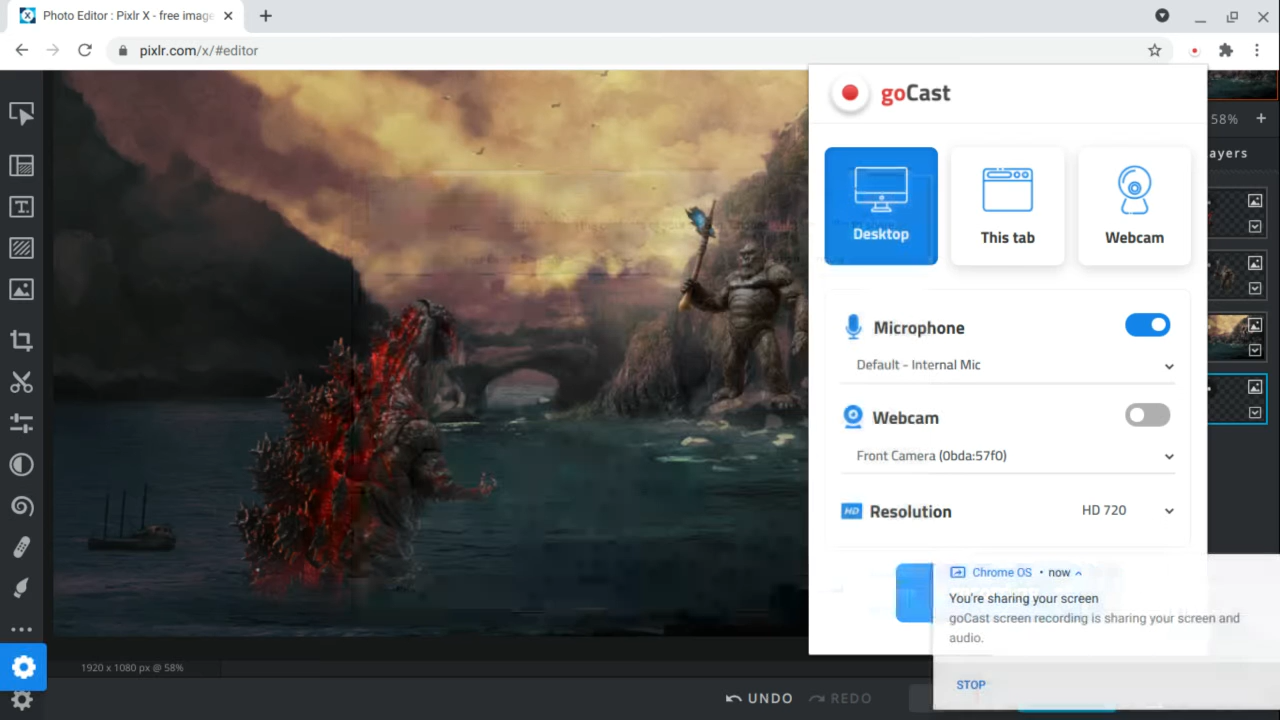 Photo Editor : Pixlr X - free image
pixlr.com/x/#editor
goCast
58%
ayers
Desktop
This tab
Webcam
Microphone
Default - Internal Mic
Webcam
Front Camera (0bda:57f0)
HD Resolution HD 720
Chrome OS • now
You're sharing your screen
goCast screen recording is sharing your screen and
audio.
STOP
1920 x 1080 px @ 58%
UNDO REDO